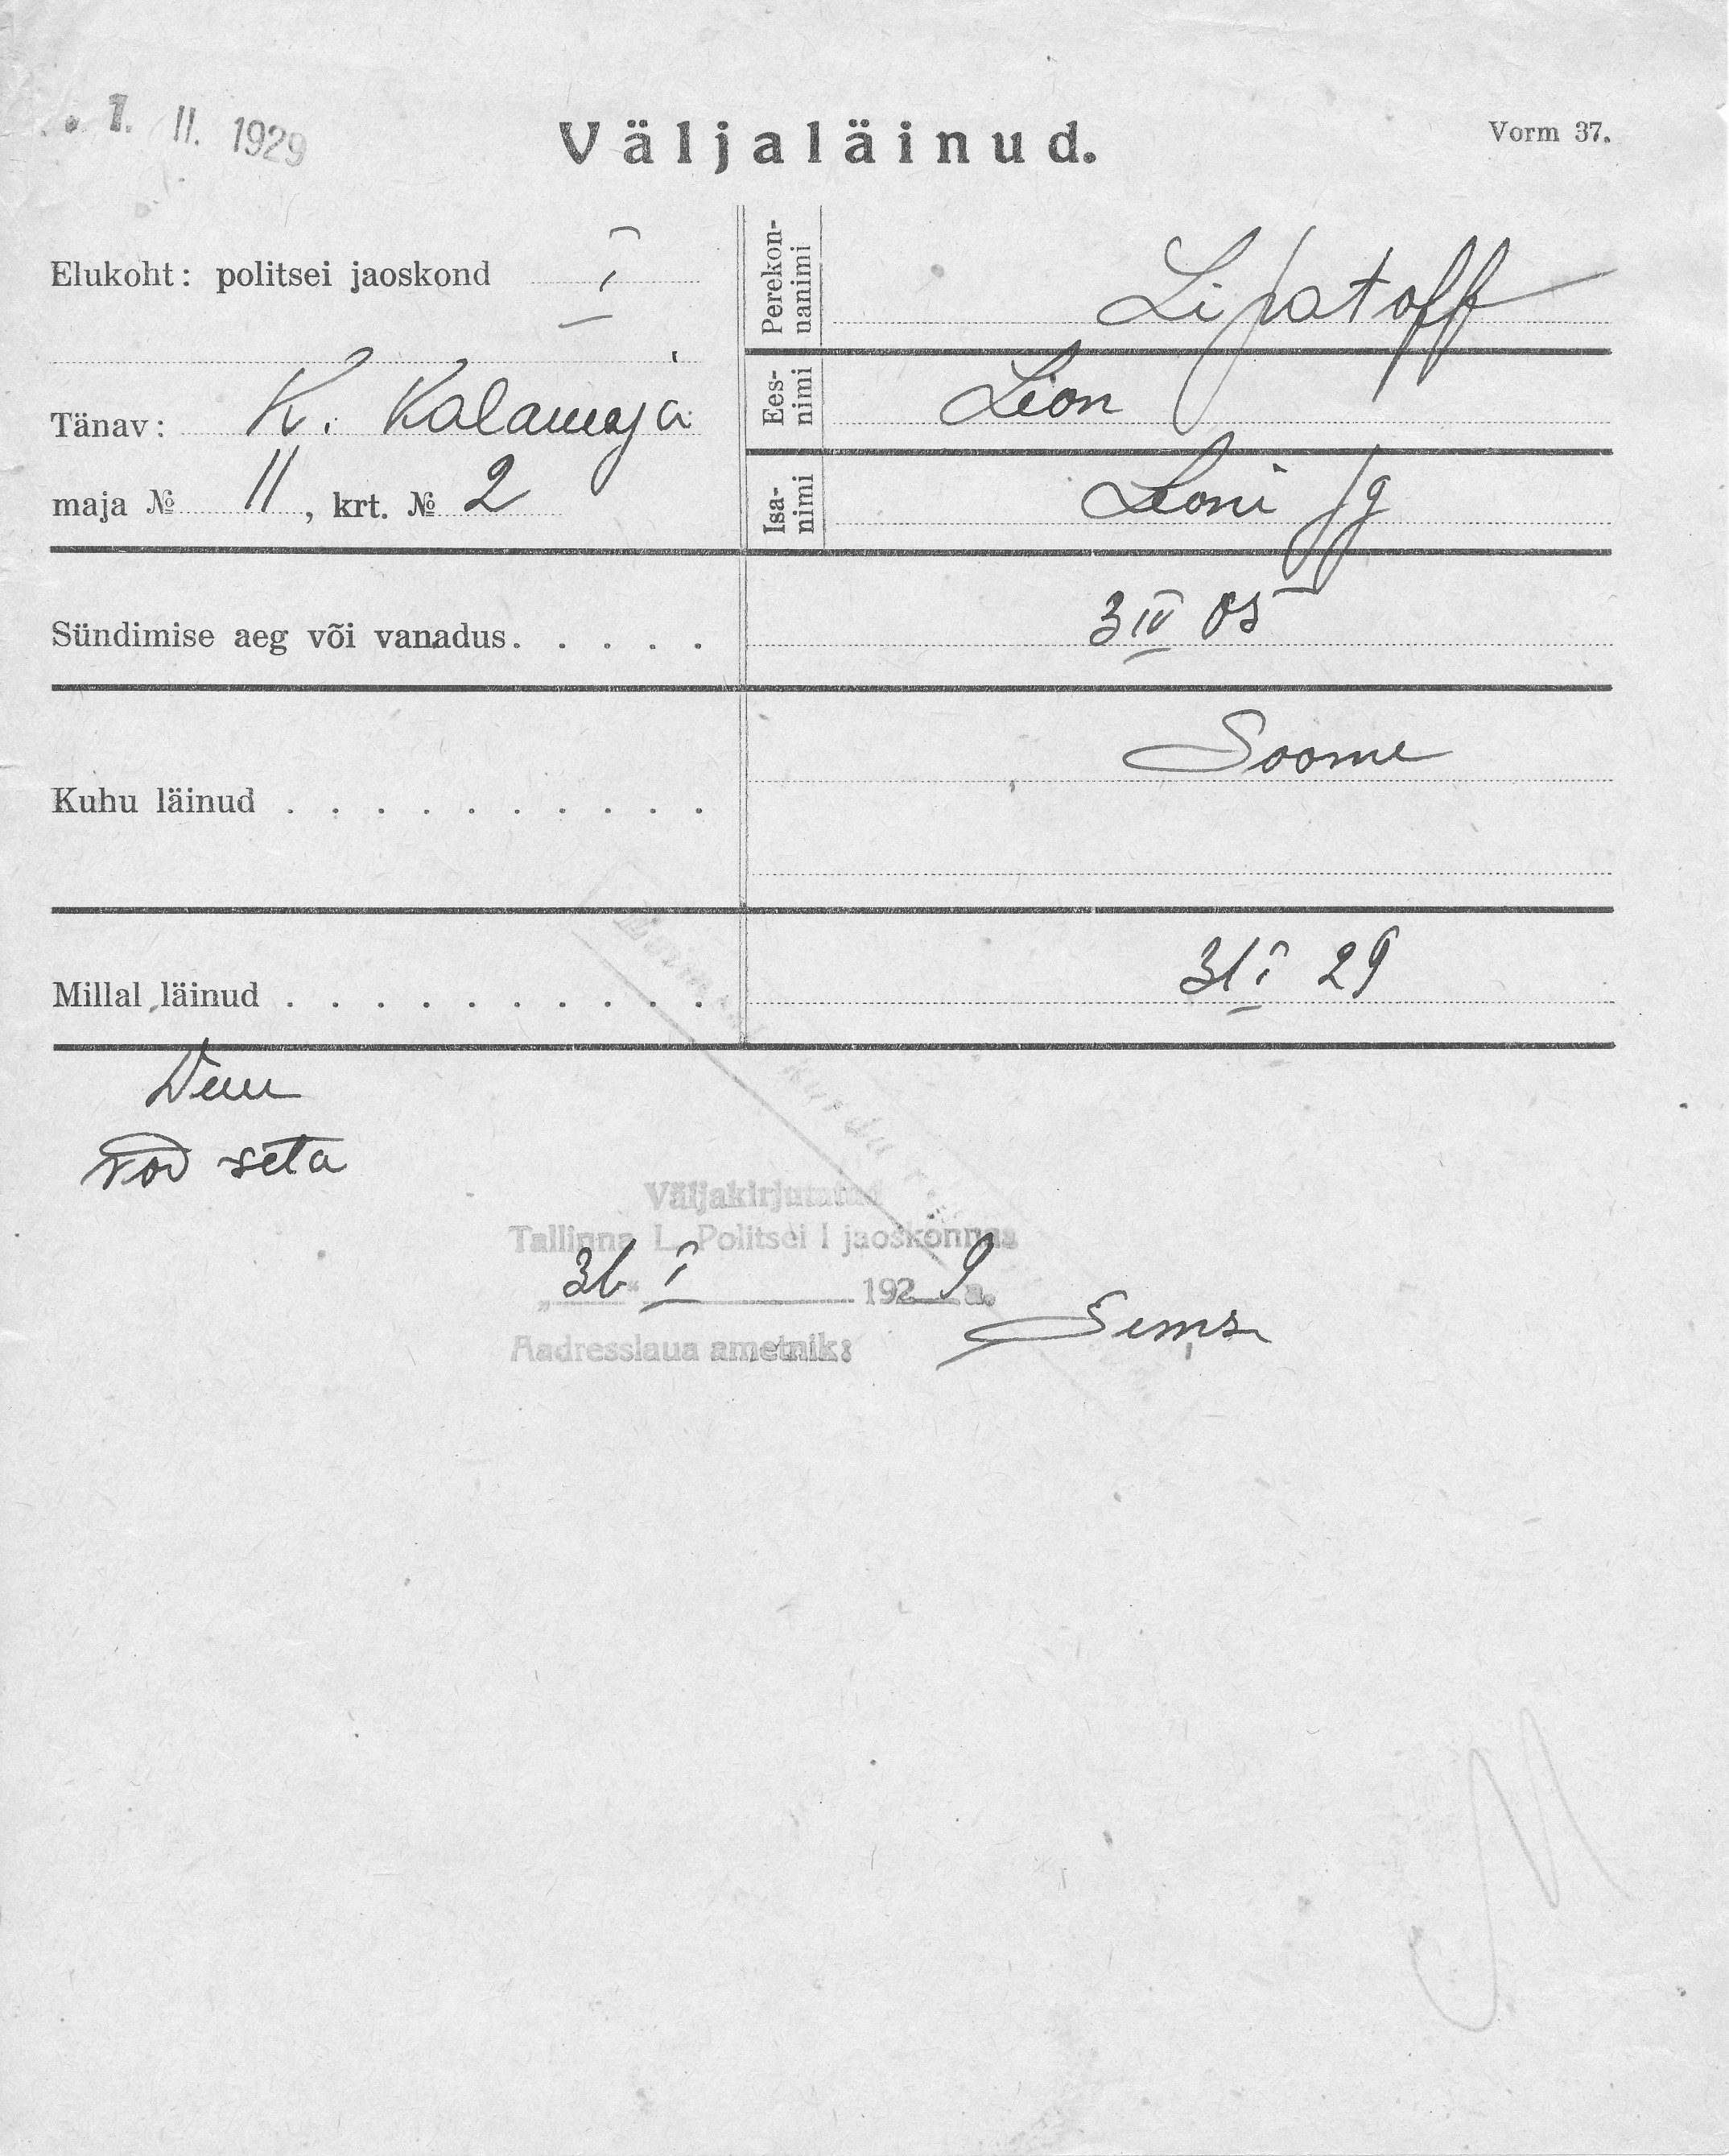 1. II. 1929
Väljaläinud.
Vorm 37.
Elukoht: politsei jaoskond I
Tänav: K. Kalamaja
maja № 11, krt. № 2
Perekon-
nanimi
Lipatoff
Ees-
nimi
Leon
Isa-
nimi
Leoni pg
Sündimise aeg või vanadus.....
3 IV 05
Kuhu läinud..........
Soome
Millal läinud..........
31 I 29
Väljakirjutatud
Tallinna L. Politsei I jaoskonnas
„31“ I 1929 a.
Aadresslaua ametnik: